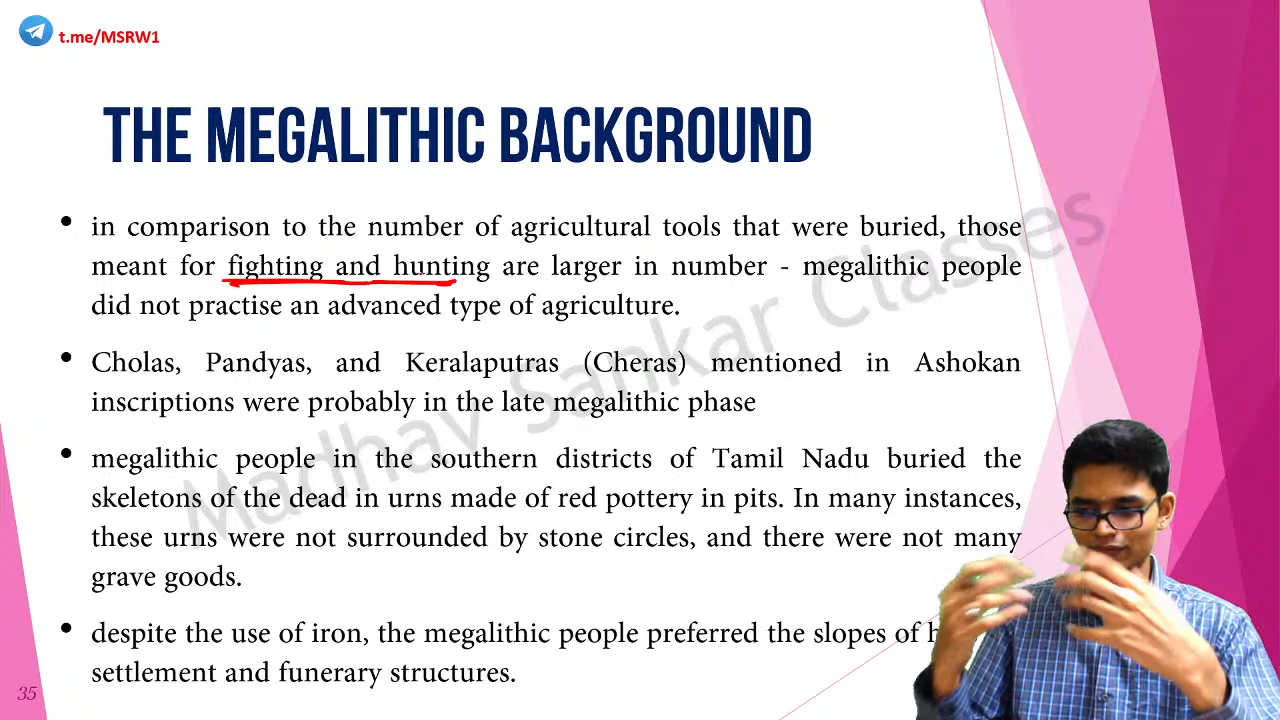 t.me/MSRW1
THE MEGALITHIC BACKGROUND
• in comparison to the number of agricultural tools that were buried, those
meant for fighting and hunting are larger in number - megalithic people
did not practise an advanced type of agriculture.
• Cholas, Pandyas, and Keralaputras (Cheras) mentioned in Ashokan
inscriptions were probably in the late megalithic phase
• megalithic people in the southern districts of Tamil Nadu buried the
skeletons of the dead in urns made of red pottery in pits. In many instances,
these urns were not surrounded by stone circles, and there were not many
grave goods.
• despite the use of iron, the megalithic people preferred the slopes of
settlement and funerary structures.
35
Madhav Sankar Classes